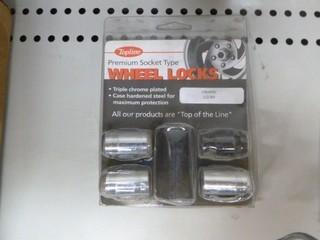 Topline
Premium Socket Type
WHEEL LOCKS
• Triple chrome plated
• Case hardened steel for
maximum protection
All our products are "Top of the Line"